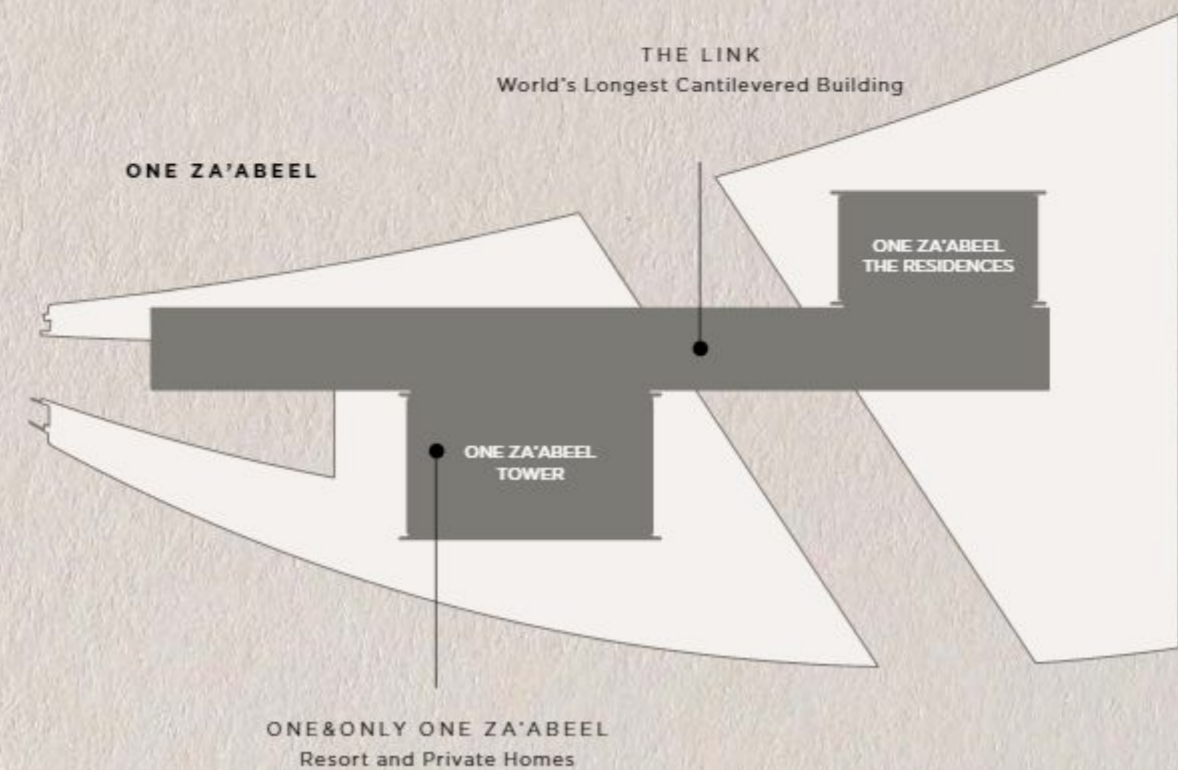 THE LINK
World's Longest Cantilevered Building
ONE ZA'ABEEL
ONE ZA'ABEEL
THE RESIDENCES
ONE ZA'ABEEL
TOWER
ONE&ONLY ONE ZA'ABEEL
Resort and Private Homes